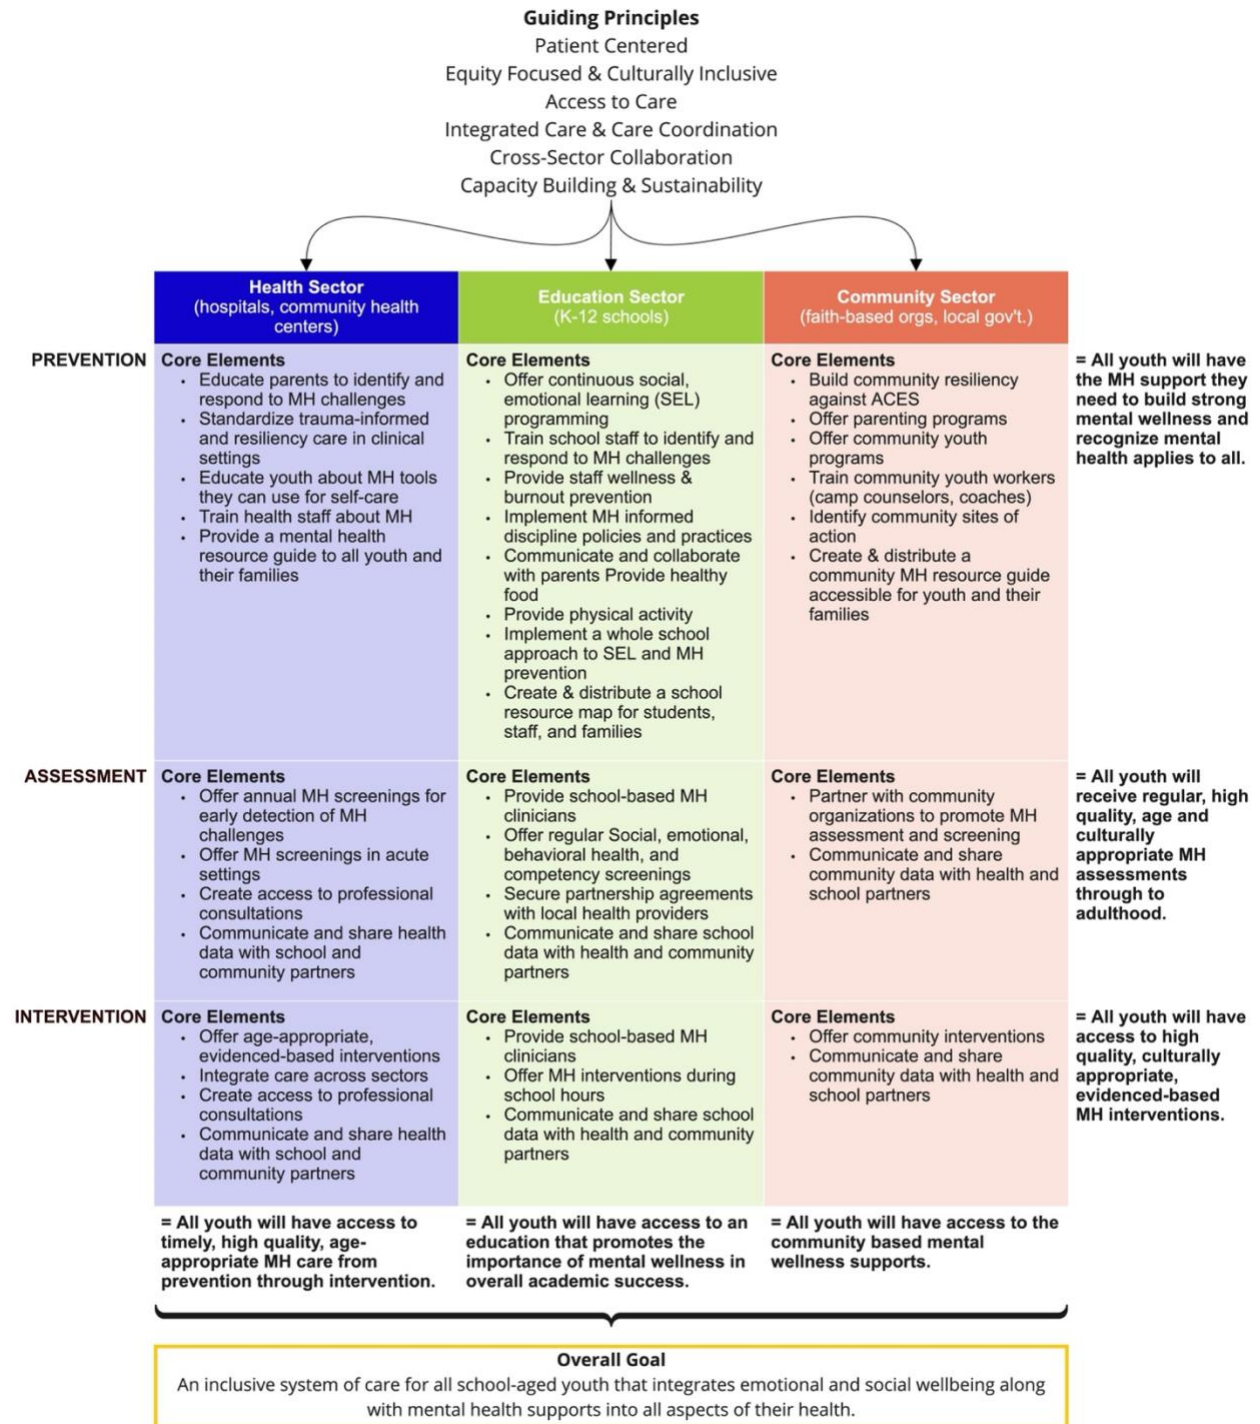 Guiding Principles
Patient Centered
Equity Focused & Culturally Inclusive
Access to Care
Integrated Care & Care Coordination
Cross-Sector Collaboration
Capacity Building & Sustainability
Health Sector
(hospitals, community health
centers)
Education Sector
(K-12 schools)
Community Sector
(faith-based orgs, local gov't.)
PREVENTION
Core Elements
• Educate parents to identify and
respond to MH challenges
• Standardize trauma-informed
and resiliency care in clinical
settings
• Educate youth about MH tools
they can use for self-care
• Train health staff about MH
• Provide a mental health
resource guide to all youth and
their families
Core Elements
• Offer continuous social,
emotional learning (SEL)
programming
• Train school staff to identify and
respond to MH challenges
• Provide staff wellness &
burnout prevention
• Implement MH informed
discipline policies and practices
• Communicate and collaborate
with parents Provide healthy
food
• Provide physical activity
• Implement a whole school
approach to SEL and MH
prevention
• Create & distribute a school
resource map for students,
staff, and families
Core Elements
• Build community resiliency
against ACES
• Offer parenting programs
• Offer community youth
programs
• Train community youth workers
(camp counselors, coaches)
• Identify community sites of
action
• Create & distribute a
community MH resource guide
accessible for youth and their
families
= All youth will have
the MH support they
need to build strong
mental wellness and
recognize mental
health applies to all.
ASSESSMENT
Core Elements
• Offer annual MH screenings for
early detection of MH
challenges
• Offer MH screenings in acute
settings
• Create access to professional
consultations
• Communicate and share health
data with school and
community partners
Core Elements
• Provide school-based MH
clinicians
• Offer regular Social, emotional,
behavioral health, and
competency screenings
• Secure partnership agreements
with local health providers
• Communicate and share school
data with health and community
partners
Core Elements
• Partner with community
organizations to promote MH
assessment and screening
• Communicate and share
community data with health and
school partners
= All youth will
receive regular, high
quality, age and
culturally
appropriate MH
assessments
through to
adulthood.
INTERVENTION
Core Elements
• Offer age-appropriate,
evidenced-based interventions
• Integrate care across sectors
• Create access to professional
consultations
• Communicate and share health
data with school and
community partners
Core Elements
• Provide school-based MH
clinicians
• Offer MH interventions during
school hours
• Communicate and share school
data with health and community
partners
Core Elements
• Offer community interventions
• Communicate and share
community data with health and
school partners
= All youth will have
access to high
quality, culturally
appropriate,
evidenced-based
MH interventions.
= All youth will have access to
timely, high quality, age-
appropriate MH care from
prevention through intervention.
= All youth will have access to an
education that promotes the
importance of mental wellness in
overall academic success.
= All youth will have access to the
community based mental
wellness supports.
Overall Goal
An inclusive system of care for all school-aged youth that integrates emotional and social wellbeing along
with mental health supports into all aspects of their health.